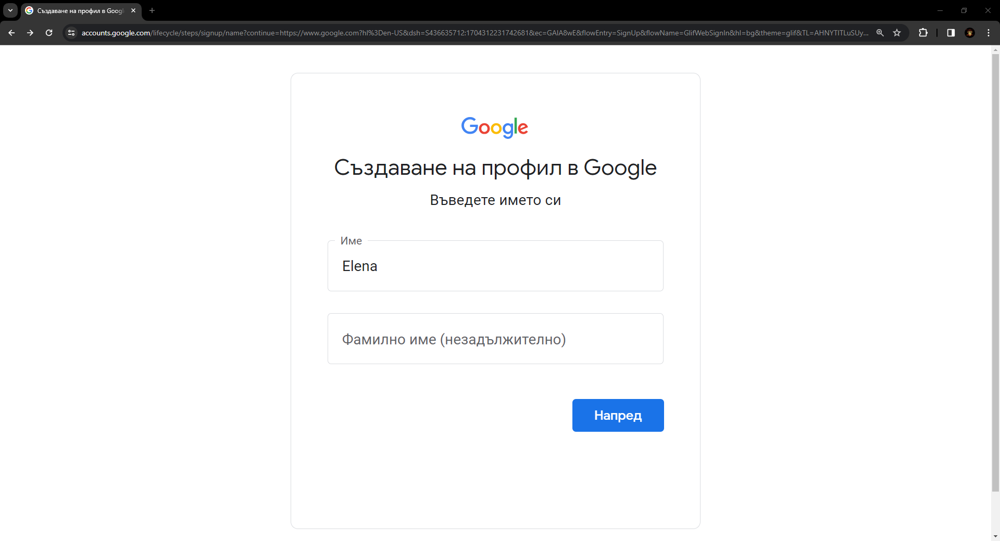 Създаване на профил в Googl
accounts.google.com/lifecycle/steps/signup/name?continue=https://www.google.com?hl%3Den-US&dsh=S436635712:1704312231742681&ec=GAlA8wE&flowEntry=SignUp&flowName=GlifWebSignIn&hl=bg&theme=glif&TL=AHNYTITLuSUy...
Google
Създаване на профил в Google
Въведете името си
Име
Elena
Фамилно име (незадължително)
Напред